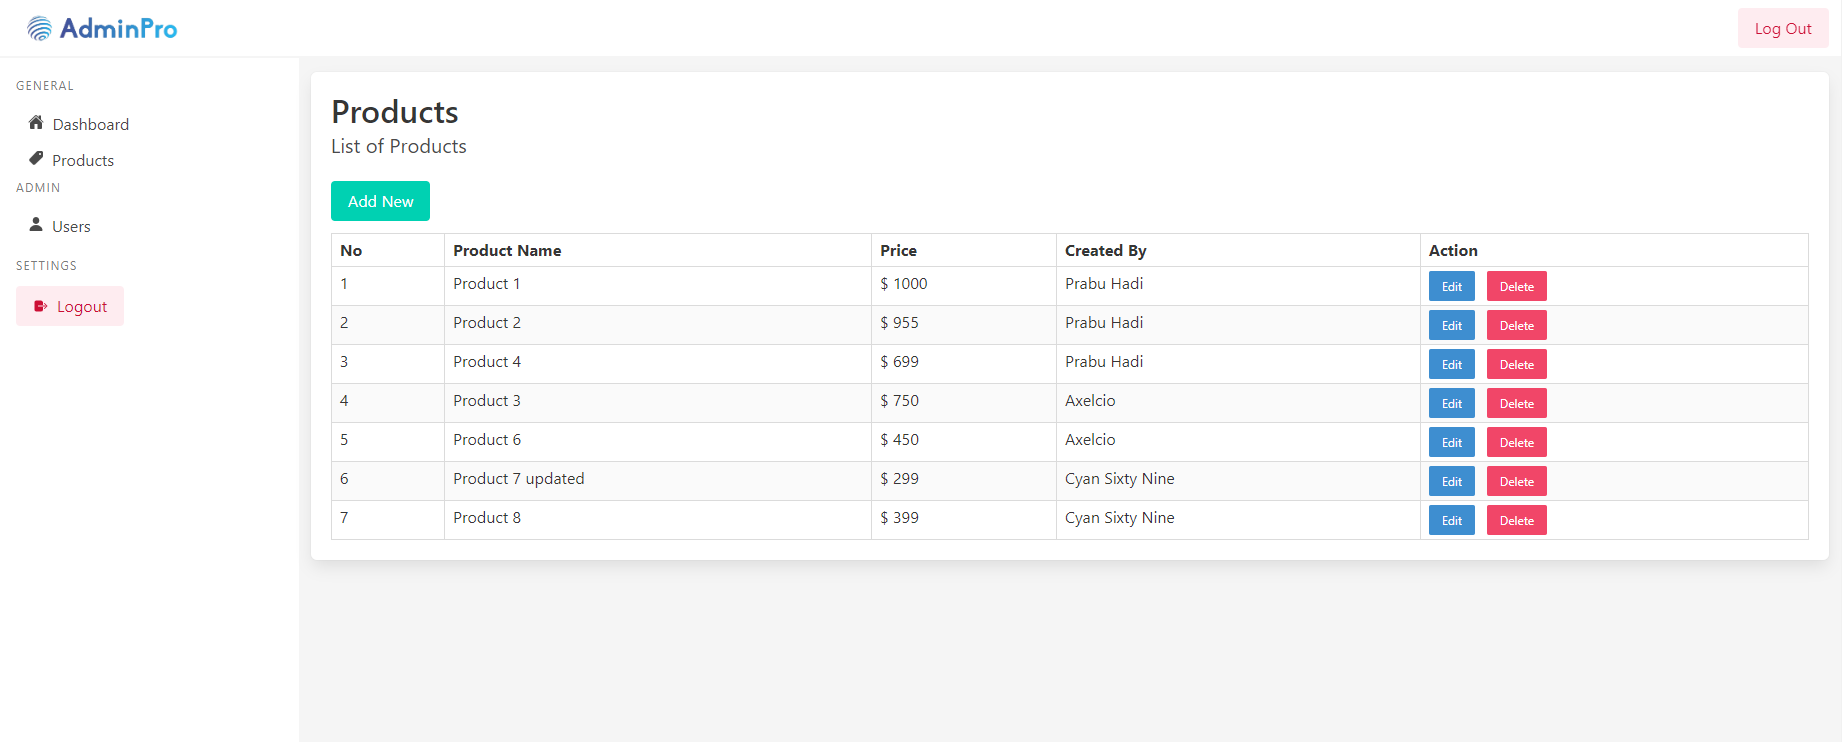 AdminPro
Log Out
GENERAL
Dashboard
Products
ADMIN
Users
SETTINGS
Logout
Products
List of Products
Add New
No Product Name Price Created By Action
1 Product 1 $ 1000 Prabu Hadi Edit Delete
2 Product 2 $ 955 Prabu Hadi Edit Delete
3 Product 4 $ 699 Prabu Hadi Edit Delete
4 Product 3 $ 750 Axelcio Edit Delete
5 Product 6 $ 450 Axelcio Edit Delete
6 Product 7 updated $ 299 Cyan Sixty Nine Edit Delete
7 Product 8 $ 399 Cyan Sixty Nine Edit Delete